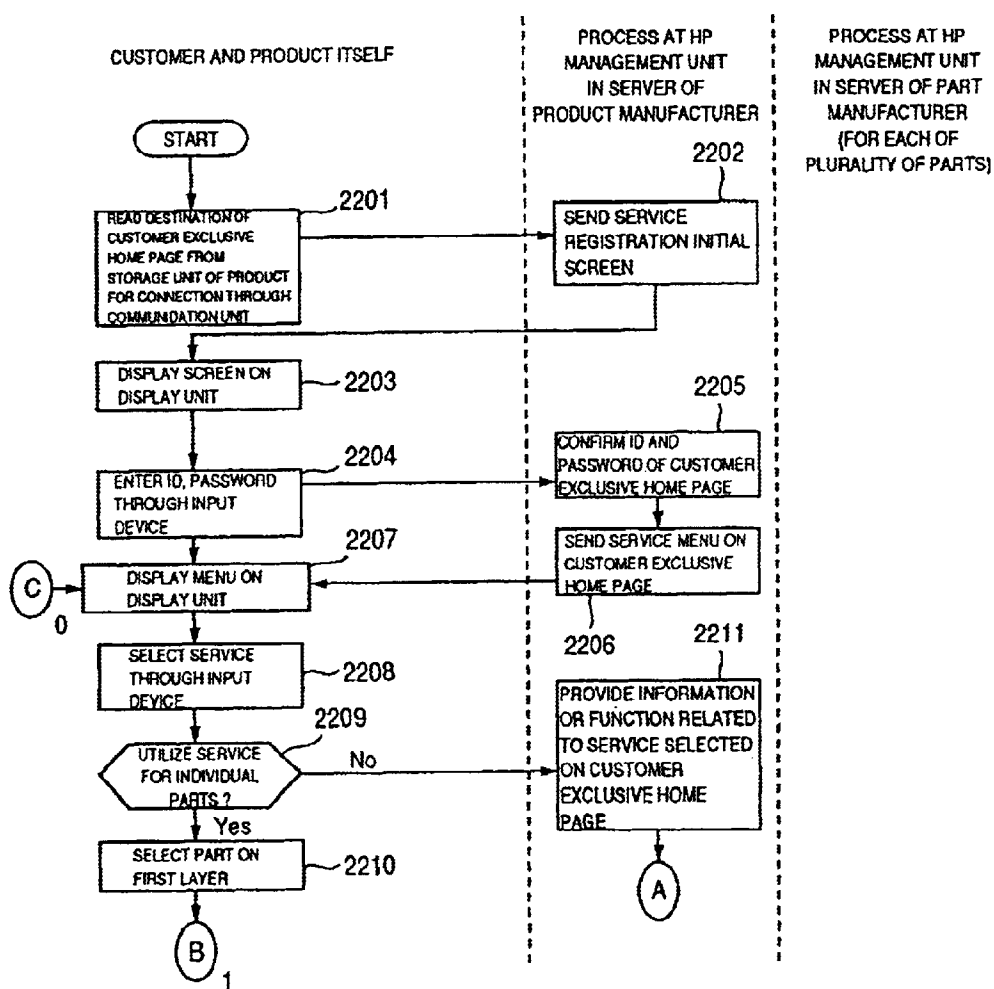 CUSTOMER AND PRODUCT ITSELF
PROCESS AT HP
MANAGEMENT UNIT
IN SERVER OF
PRODUCT MANUFACTURER
PROCESS AT HP
MANAGEMENT UNIT
IN SERVER OF PART
MANUFACTURER
(FOR EACH OF
PLURALITY OF PARTS)
START
2201
READ DESTINATION OF
CUSTOMER EXCLUSIVE
HOME PAGE FROM
STORAGE UNIT OF PRODUCT
FOR CONNECTION THROUGH
COMMUNIDATION UNIT
2202
SEND SERVICE
REGISTRATION INITIAL
SCREEN
DISPLAY SCREEN ON
DISPLAY UNIT
2203
2204
ENTER ID, PASSWORD
THROUGH INPUT
DEVICE
2205
CONFIRM ID AND
PASSWORD OF CUSTOMER
EXCLUSIVE HOME PAGE
SEND SERVICE MENU ON
CUSTOMER EXCLUSIVE
HOME PAGE
2206
2207
C
0
DISPLAY MENU ON
DISPLAY UNIT
SELECT SERVICE
THROUGH INPUT
DEVICE
2208
2209
UTILIZE SERVICE
FOR INDIVIDUAL
PARTS ?
No
Yes
2211
PROVIDE INFORMATION
OR FUNCTION RELATED
TO SERVICE SELECTED
ON CUSTOMER
EXCLUSIVE HOME
PAGE
A
SELECT PART ON
FIRST LAYER
2210
B
1